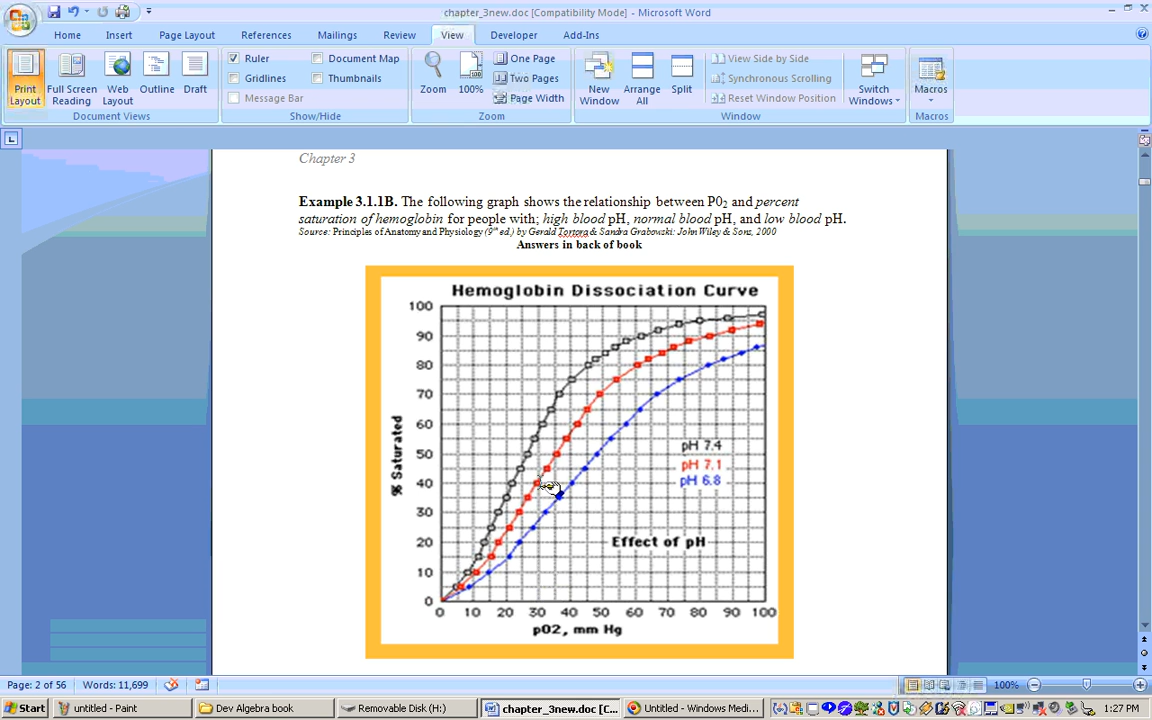 chapter_3new.doc [Compatibility Mode] - Microsoft Word
Home Insert Page Layout References Mailings Review View Developer Add-Ins
Print Layout
Full Screen Reading
Web Layout
Outline
Draft
Document Views
Ruler
Gridlines
Message Bar
Document Map
Thumbnails
Show/Hide
Zoom
100%
One Page
Two Pages
Page Width
Zoom
New Window
Arrange All
Split
View Side by Side
Synchronous Scrolling
Reset Window Position
Window
Switch Windows
Macros
Macros
Chapter 3
Example 3.1.1B. The following graph shows the relationship between P0₂ and percent
saturation of hemoglobin for people with; high blood pH, normal blood pH, and low blood pH.
Source: Principles of Anatomy and Physiology (9th ed.) by Gerald Tortora & Sandra Grabowski: John Wiley & Sons, 2000
Answers in back of book
Hemoglobin Dissociation Curve
100
90
80
70
60
50
40
30
20
10
0
% Saturated
pH 7.4
pH 7.1
pH 6.8
Effect of pH
0 10 20 30 40 50 60 70 80 90 100
pO2, mm Hg
Page: 2 of 56 Words: 11,699 100%
Start untitled - Paint Dev Algebra book Removable Disk (H:) chapter_3new.doc [C... Untitled - Windows Medi... 1:27 PM